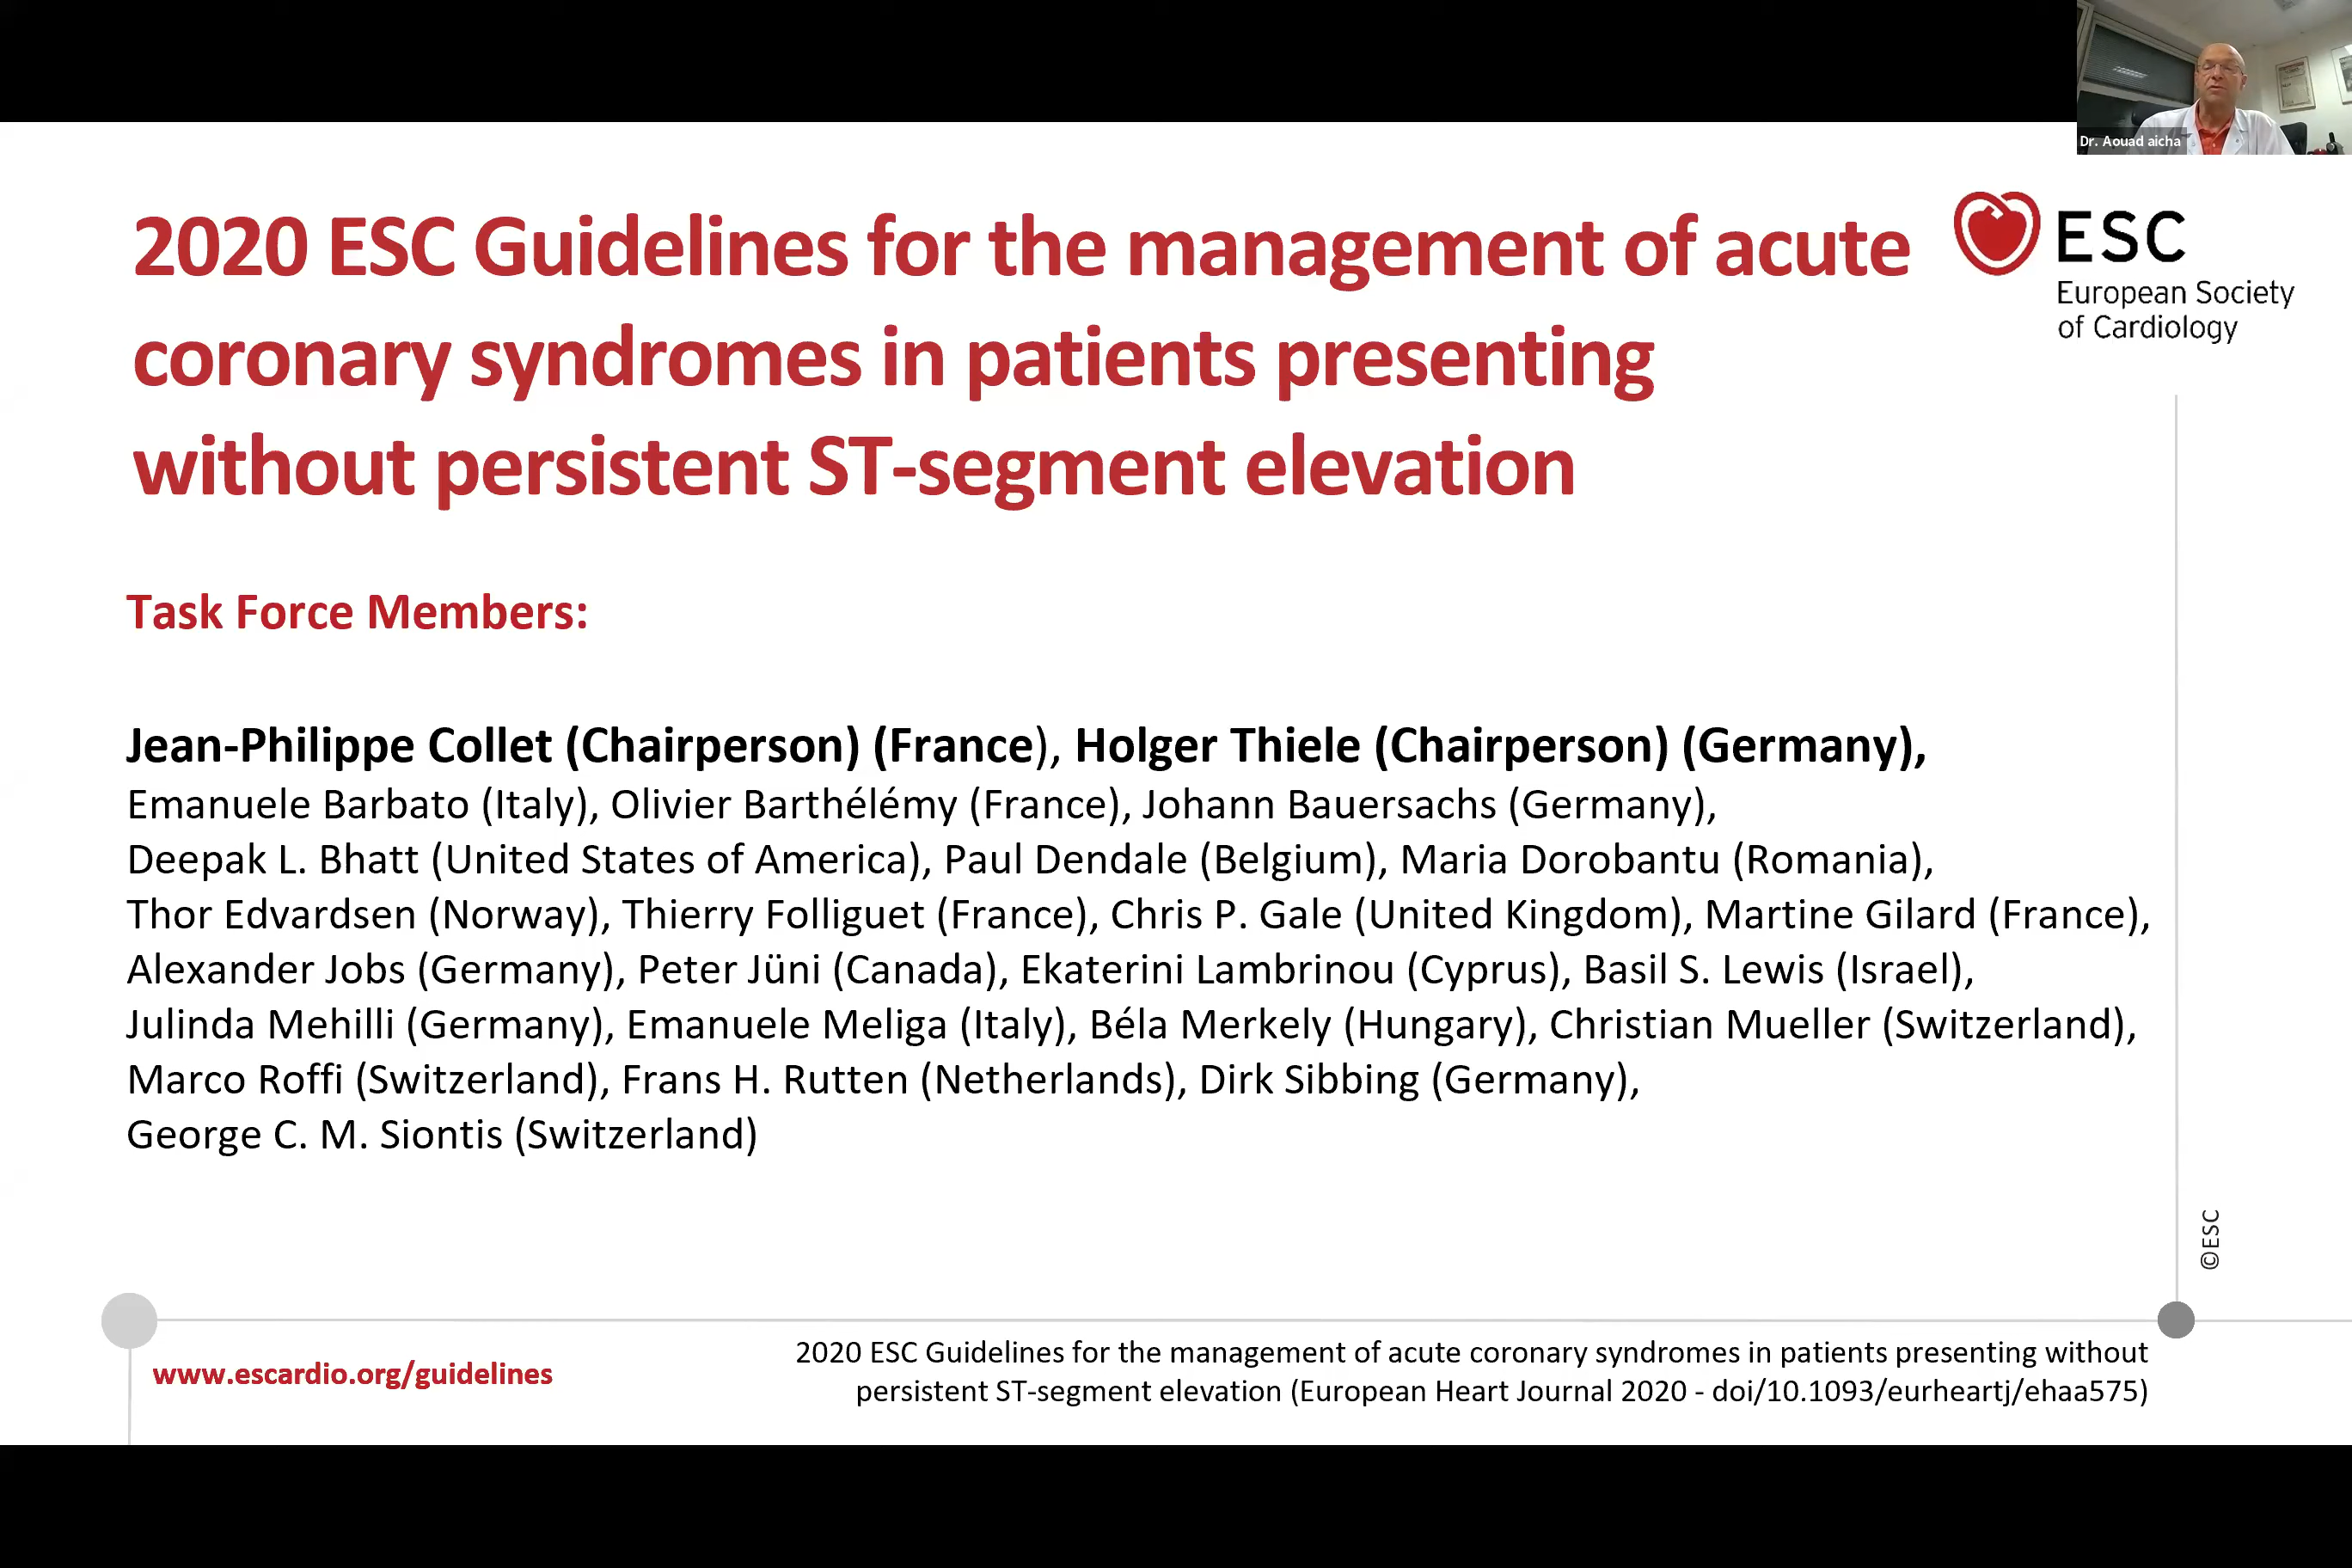 Dr. Aouad aicha
2020 ESC Guidelines for the management of acute
coronary syndromes in patients presenting
without persistent ST-segment elevation
ESC
European Society
of Cardiology
Task Force Members:
Jean-Philippe Collet (Chairperson) (France), Holger Thiele (Chairperson) (Germany),
Emanuele Barbato (Italy), Olivier Barthélémy (France), Johann Bauersachs (Germany),
Deepak L. Bhatt (United States of America), Paul Dendale (Belgium), Maria Dorobantu (Romania),
Thor Edvardsen (Norway), Thierry Folliguet (France), Chris P. Gale (United Kingdom), Martine Gilard (France),
Alexander Jobs (Germany), Peter Jüni (Canada), Ekaterini Lambrinou (Cyprus), Basil S. Lewis (Israel),
Julinda Mehilli (Germany), Emanuele Meliga (Italy), Béla Merkely (Hungary), Christian Mueller (Switzerland),
Marco Roffi (Switzerland), Frans H. Rutten (Netherlands), Dirk Sibbing (Germany),
George C. M. Siontis (Switzerland)
©ESC
www.escardio.org/guidelines
2020 ESC Guidelines for the management of acute coronary syndromes in patients presenting without
persistent ST-segment elevation (European Heart Journal 2020 - doi/10.1093/eurheartj/ehaa575)